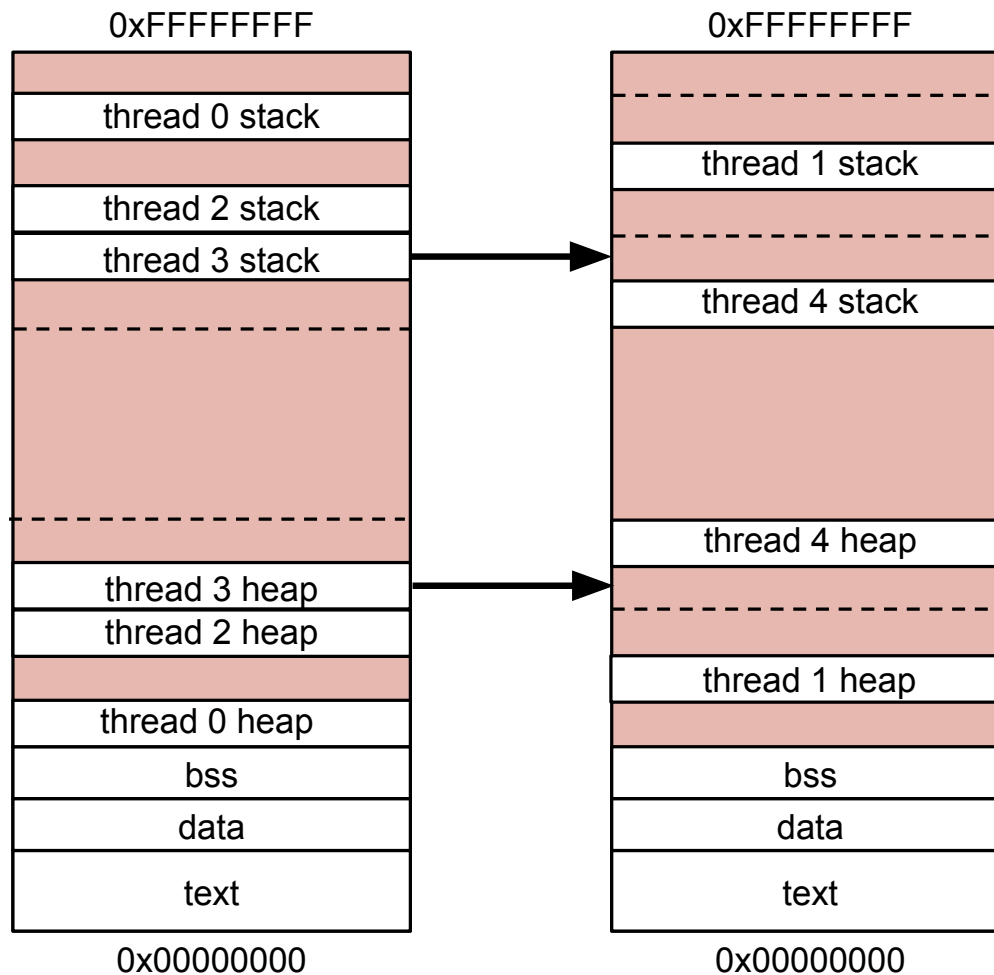 0xFFFFFFFF
thread 0 stack
thread 2 stack
thread 3 stack
thread 3 heap
thread 2 heap
thread 0 heap
bss
data
text
0x00000000
0xFFFFFFFF
thread 1 stack
thread 4 stack
thread 4 heap
thread 1 heap
bss
data
text
0x00000000